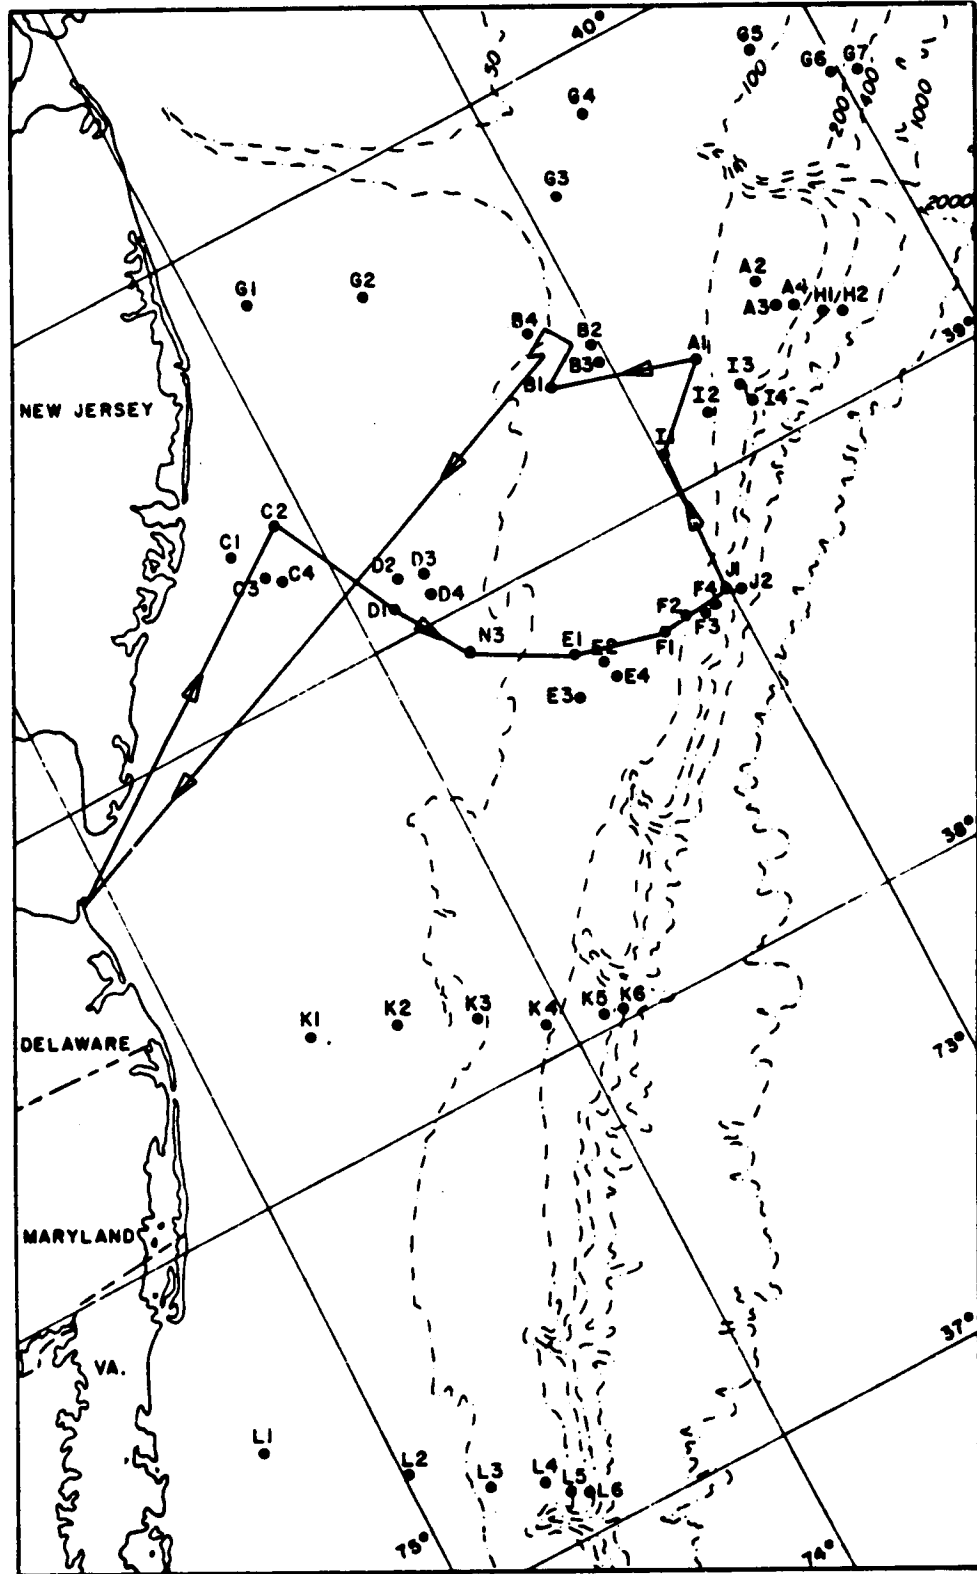 40°
50
G5
G6 G7
100
G4
200
400
1000
G3
2000
A2
G1
G2
A3 A4 H1/H2
B4
B2
39°
B3
A1
I3
B1
I2
I4
NEW JERSEY
I1
C2
C1
D2 D3
C3 C4
D4
D1
J1 J2
F4
F2
F3
N3
E1
F1
E2
E4
E3
38°
K5 K6
K1
K2
K3
K4
DELAWARE
73°
MARYLAND
37°
VA.
L1
L2
L3
L4
L5 L6
75°
74°